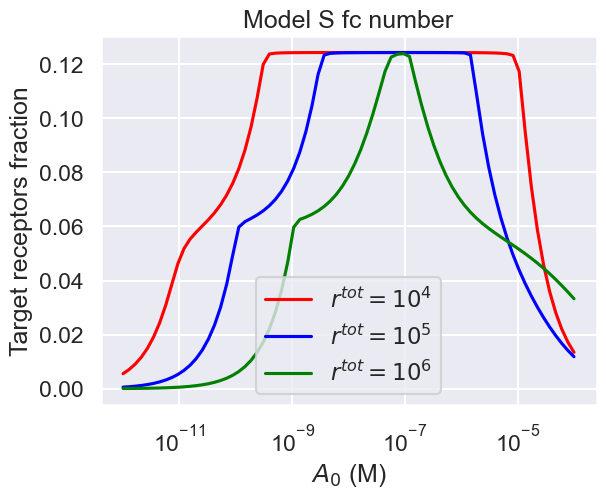 Model S fc number
Target receptors fraction
0.12
0.10
0.08
0.06
0.04
0.02
0.00
r^{tot} = 10^4
r^{tot} = 10^5
r^{tot} = 10^6
10^{-11} 10^{-9} 10^{-7} 10^{-5}
A_0 (M)